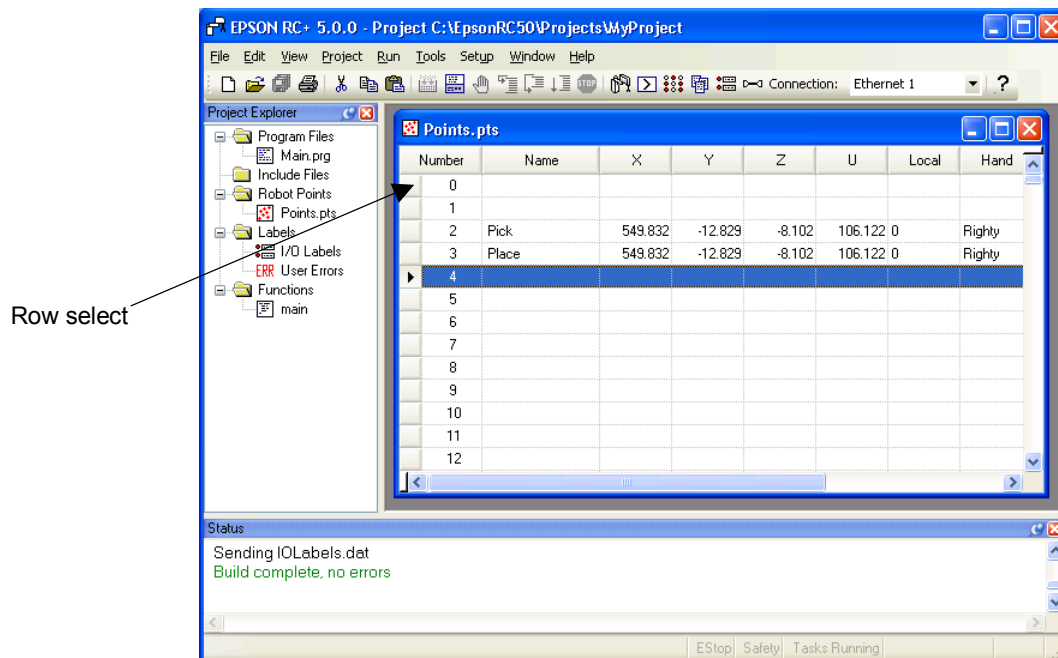 EPSON RC+ 5.0.0 - Project C:\EpsonRC50\Projects\MyProject
File Edit View Project Run Tools Setup Window Help
STOP Connection: Ethernet 1 ?
Project Explorer
Program Files
Main.prg
Include Files
Robot Points
Points.pts
Labels
I/O Labels
ERR User Errors
Functions
main
Row select
Points.pts
Number Name X Y Z U Local Hand
0
1
2 Pick 549.832 -12.829 -8.102 106.122 0 Righty
3 Place 549.832 -12.829 -8.102 106.122 0 Righty
4
5
6
7
8
9
10
11
12
Status
Sending IOLabels.dat
Build complete, no errors
EStop Safety Tasks Running